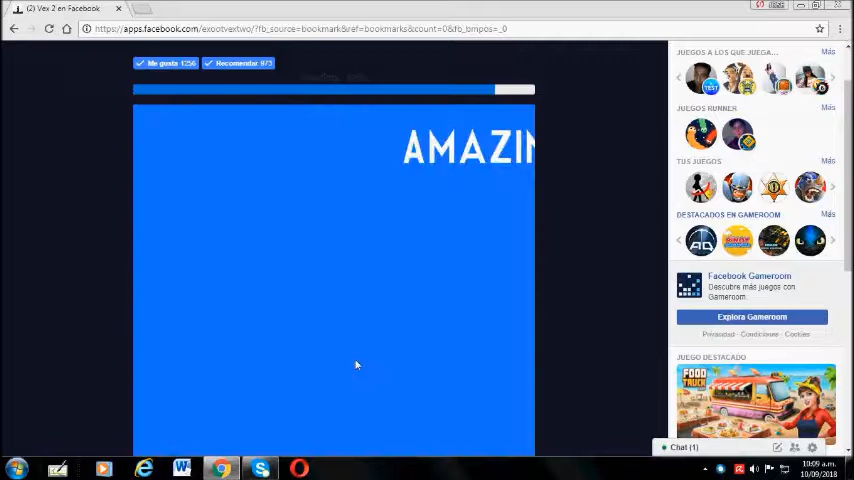 (2) Vex 2 en Facebook
https://apps.facebook.com/exootvextwo/?fb_source=bookmark&ref=bookmarks&count=0&fb_bmpos=_0
Me gusta 1256
Recomendar 973
AMAZIN
JUEGOS A LOS QUE JUEGA...
Más
TEST
JUEGOS RUNNER
TUS JUEGOS
Más
DESTACADOS EN GAMEROOM
Más
Facebook Gameroom
Descubre más juegos con
Gameroom.
Explora Gameroom
Privacidad · Condiciones · Cookies
JUEGO DESTACADO
FOOD
TRUCK
Chat (1)
10:09 a.m.
10/09/2018